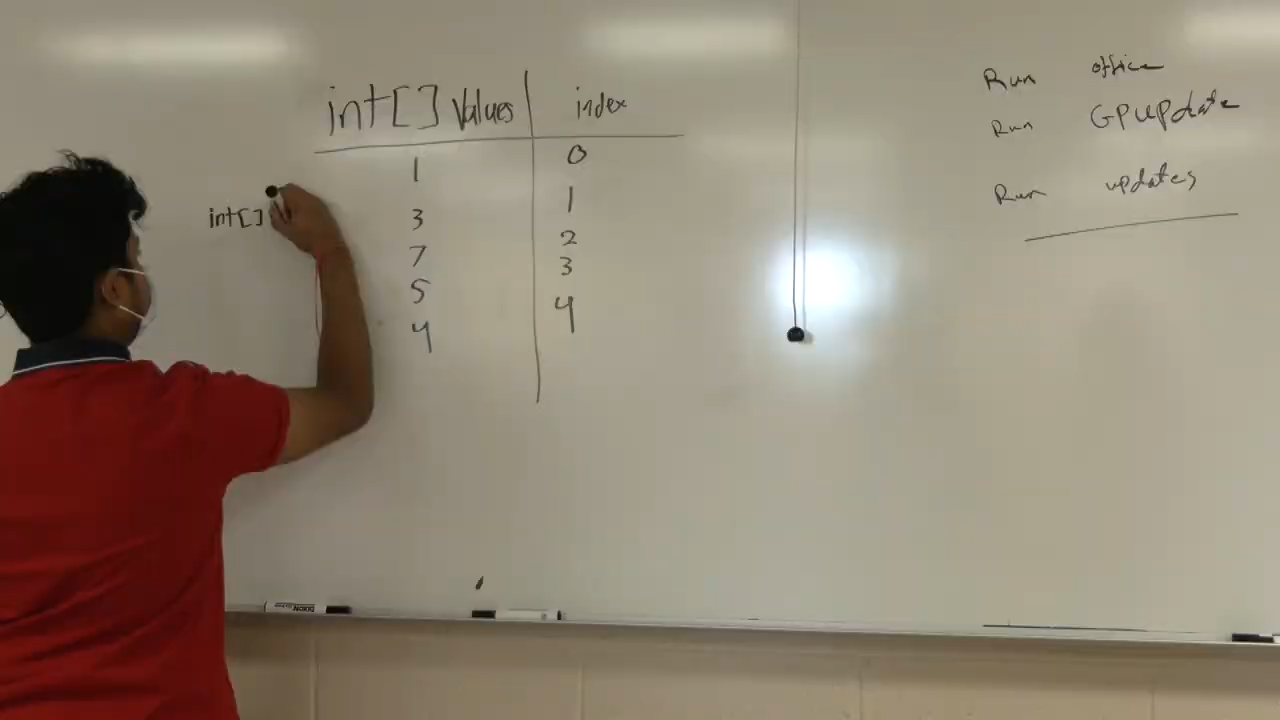 int[] Values index
1 0
3 1
7 2
5 3
4 4
int[]
Run office
Run GPupdate
Run updates